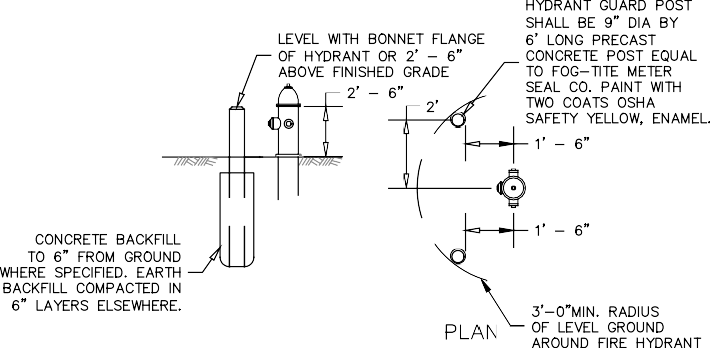 HYDRANT GUARD POST
SHALL BE 9" DIA BY
6' LONG PRECAST
CONCRETE POST EQUAL
TO FOG-TITE METER
SEAL CO. PAINT WITH
TWO COATS OSHA
SAFETY YELLOW, ENAMEL.
LEVEL WITH BONNET FLANGE
OF HYDRANT OR 2' - 6"
ABOVE FINISHED GRADE
2' - 6"
2'
1' - 6"
1' - 6"
CONCRETE BACKFILL
TO 6" FROM GROUND
WHERE SPECIFIED. EARTH
BACKFILL COMPACTED IN
6" LAYERS ELSEWHERE.
3'-0"MIN. RADIUS
OF LEVEL GROUND
AROUND FIRE HYDRANT
PLAN